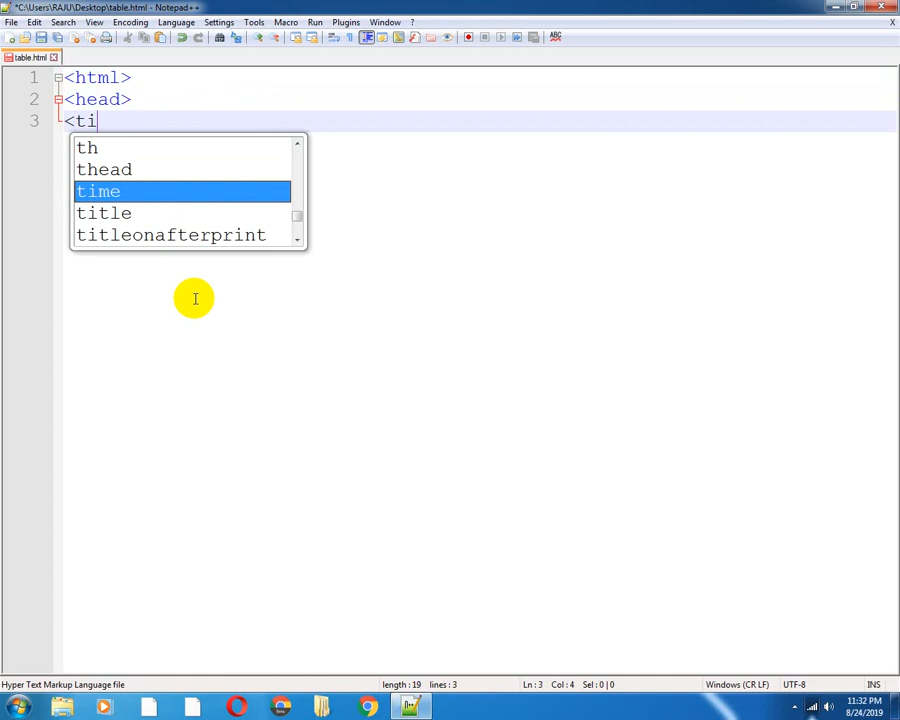 *C:\Users\RAJU\Desktop\table.html - Notepad++
File Edit Search View Encoding Language Settings Tools Macro Run Plugins Window ? X
table.html
1 <html>
2 <head>
3 <ti
th
thead
time
title
titleonafterprint
Hyper Text Markup Language file length : 19 lines : 3 Ln : 3 Col : 4 Sel : 0 | 0 Windows (CR LF) UTF-8 INS
11:32 PM
8/24/2019